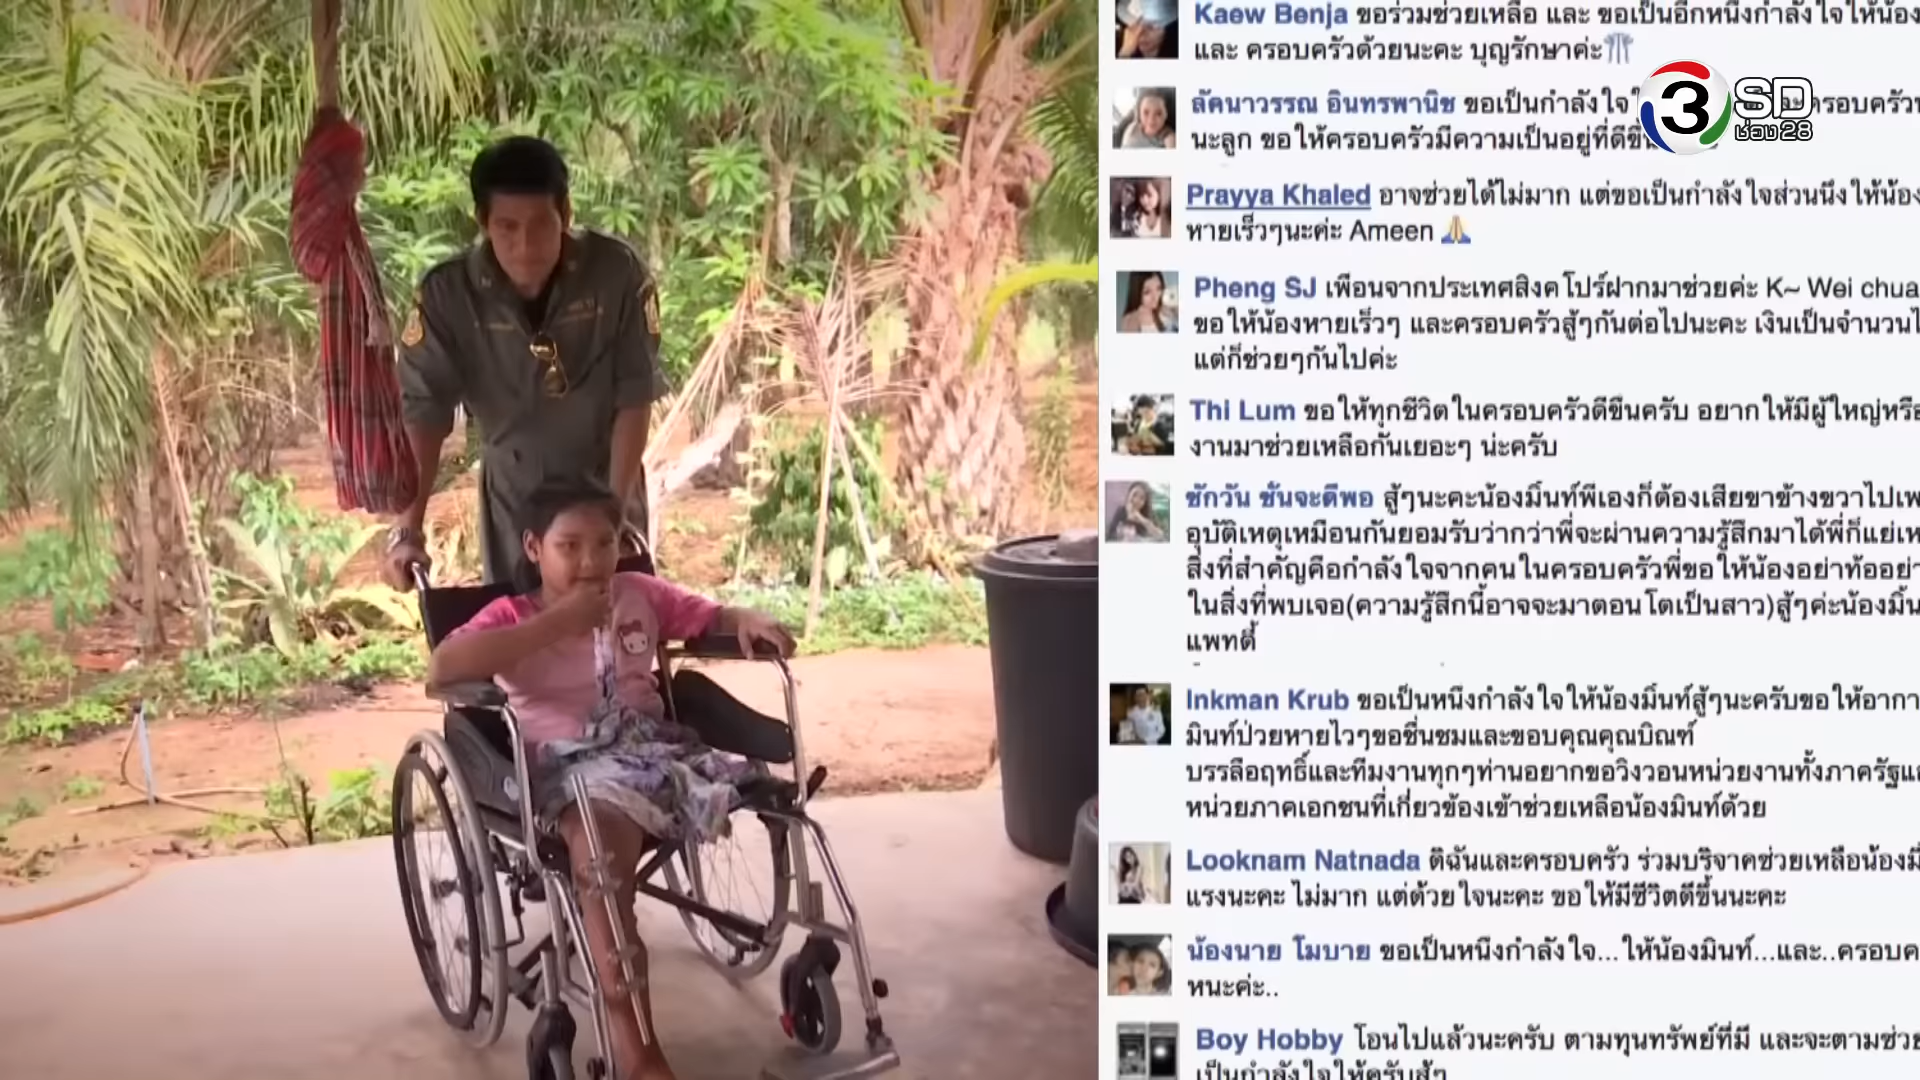 Kaew Benja ขอร่วมช่วยเหลือ และ ขอเป็นอีกหนึ่งกำลังใจให้น้อง
และ ครอบครัวด้วยนะคะ บุญรักษาค่ะ
ลัคนาวรรณ อินทรพานิช ขอเป็นกำลังใจ ครอบครัว
นะลูก ขอให้ครอบครัวมีความเป็นอยู่ที่ดีขึ้น
3 SD
ช่อง 28
Prayya Khaled อาจช่วยได้ไม่มาก แต่ขอเป็นกำลังใจส่วนนึงให้น้อง
หายเร็วๆนะค่ะ Ameen 🙏
Pheng SJ เพื่อนจากประเทศสิงคโปร์ฝากมาช่วยค่ะ K~ Wei chua
ขอให้น้องหายเร็วๆ และครอบครัวสู้ๆกันต่อไปนะคะ เงินเป็นจำนวนไ
แต่ก็ช่วยๆกันไปค่ะ
Thi Lum ขอให้ทุกชีวิตในครอบครัวดีขึ้นครับ อยากให้มีผู้ใหญ่หรือ
งานมาช่วยเหลือกันเยอะๆ น่ะครับ
ซักวัน ชั้นจะดีพอ สู้ๆนะคะน้องมิ้นท์พี่เองก็ต้องเสียขาข้างขวาไปเพ
อุบัติเหตุเหมือนกันยอมรับว่ากว่าพี่จะผ่านความรู้สึกมาได้พี่ก็แย่เห
สิ่งที่สำคัญคือกำลังใจจากคนในครอบครัวพี่ขอให้น้องอย่าท้ออย่า
ในสิ่งที่พบเจอ(ความรู้สึกนี้อาจจะมาตอนโตเป็นสาว)สู้ๆค่ะน้องมิ้น
แพทตี้
Inkman Krub ขอเป็นหนึ่งกำลังใจให้น้องมิ้นท์สู้ๆนะครับขอให้อากา
มิ้นท์ป่วยหายไวๆขอชื่นชมและขอบคุณคุณบิณฑ์
บรรลือฤทธิ์และทีมงานทุกๆท่านอยากขอวิงวอนหน่วยงานทั้งภาครัฐแ
หน่วยภาคเอกชนที่เกี่ยวข้องเข้าช่วยเหลือน้องมินท์ด้วย
Looknam Natnada ดิฉันและครอบครัว ร่วมบริจาคช่วยเหลือน้องมิ
แรงนะคะ ไม่มาก แต่ด้วยใจนะคะ ขอให้มีชีวิตดีขึ้นนะคะ
น้องนาย โมบาย ขอเป็นหนึ่งกำลังใจ...ให้น้องมินท์...และ..ครอบค
หนะค่ะ..
Boy Hobby โอนไปแล้วนะครับ ตามทุนทรัพย์ที่มี และจะตามช่ว
เป็นกำลังใจให้ครับสู้ๆ